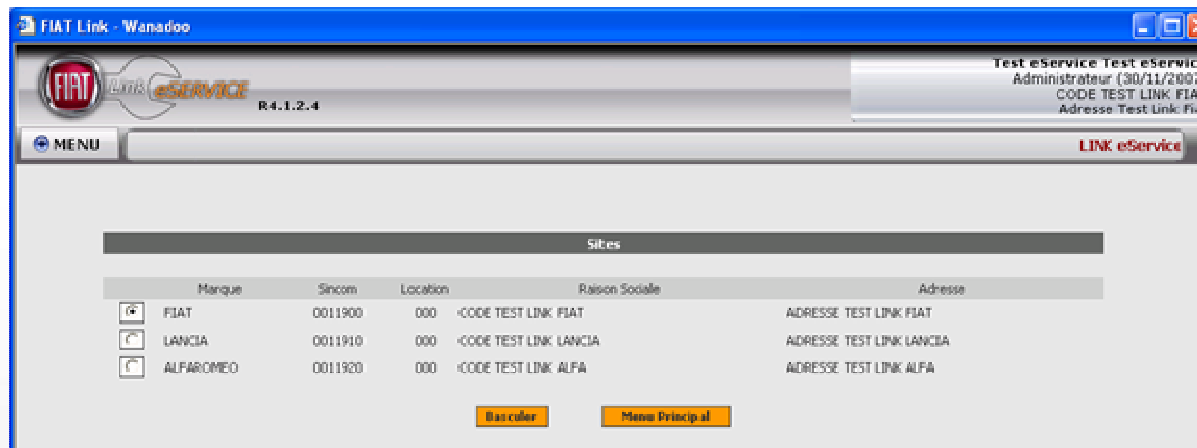 FIAT Link - Wanadoo
FIAT Link eSERVICE R4.1.2.4
Test eService Test eServic
Administrateur (30/11/2007
CODE TEST LINK FIA
Adresse Test Link Fi
MENU LINK eService
Sites
Marque Sincom Location Raison Socialle Adresse
FIAT 0011900 000 CODE TEST LINK FIAT ADRESSE TEST LINK FIAT
LANCIA 0011910 000 CODE TEST LINK LANCIA ADRESSE TEST LINK LANCIIA
ALFAROMEO 0011920 000 CODE TEST LINK ALFA ADRESSE TEST LINK ALFA
Basculer Menu Principal